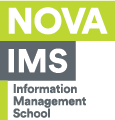 NOVA
IMS
Information
Management
School